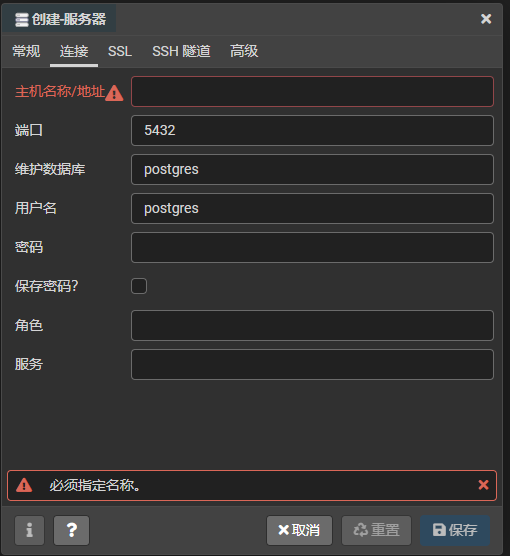 创建-服务器
常规 连接 SSL SSH 隧道 高级
主机名称/地址
端口 5432
维护数据库 postgres
用户名 postgres
密码
保存密码?
角色
服务
必须指定名称。
取消 重置 保存